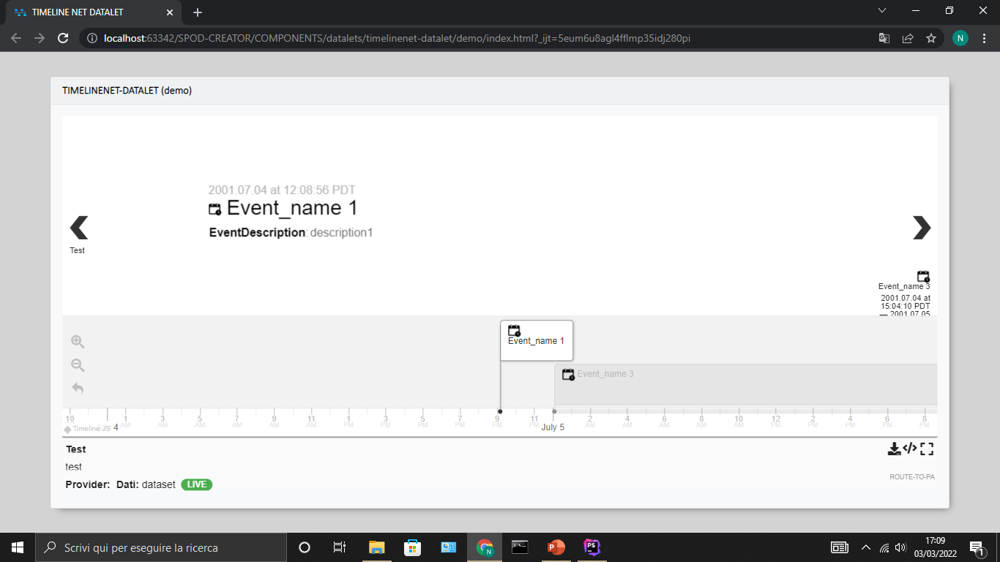 TIMELINE NET DATALET
localhost:63342/SPOD-CREATOR/COMPONENTS/datalets/timelinenet-datalet/demo/index.html?_ijt=5eum6u8agl4fflmp35idj280pi
N
TIMELINENET-DATALET (demo)
2001.07.04 at 12:08:56 PDT
Event_name 1
EventDescription: description1
Test
Event_name 3
2001.07.04 at
15:04:10 PDT
— 2001.07.05
Event_name 1
Event_name 3
10 1 3 5 7 9 11 1 3 5 7 9 11 2 4 6 8 10 12 2 4 6 8
AM AM AM AM AM AM PM PM PM PM PM PM AM AM AM AM AM PM PM PM PM PM
Timeline JS 4 July 5
Test
test
Provider: Dati: dataset LIVE
ROUTE-TO-PA
Scrivi qui per eseguire la ricerca
17:09
03/03/2022
1